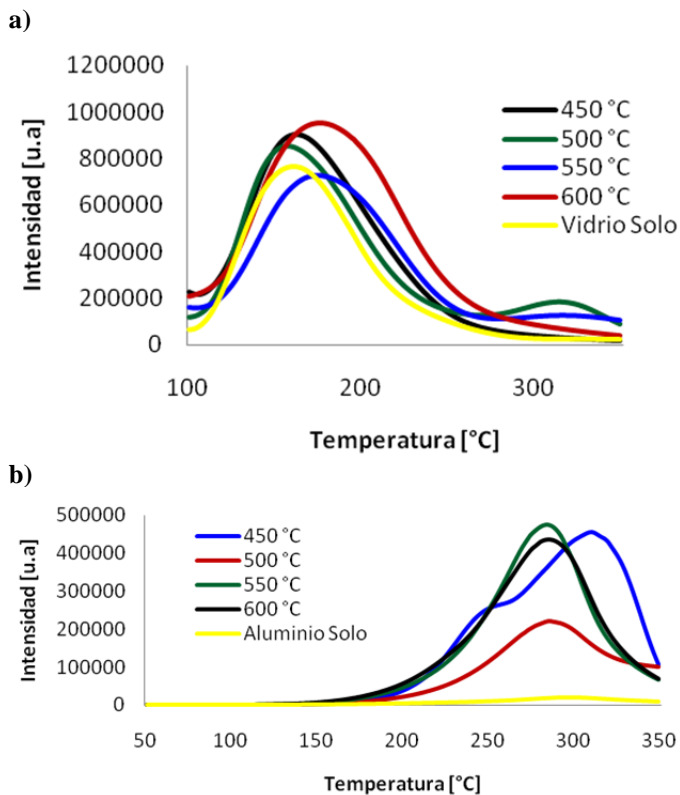 a)
1200000
1000000
800000
600000
400000
200000
0
Intensidad [u.a]
450 °C
500 °C
550 °C
600 °C
Vidrio Solo
100 200 300
Temperatura [°C]
b)
500000
400000
300000
200000
100000
0
Intensidad [u.a]
450 °C
500 °C
550 °C
600 °C
Aluminio Solo
50 100 150 200 250 300 350
Temperatura [°C]